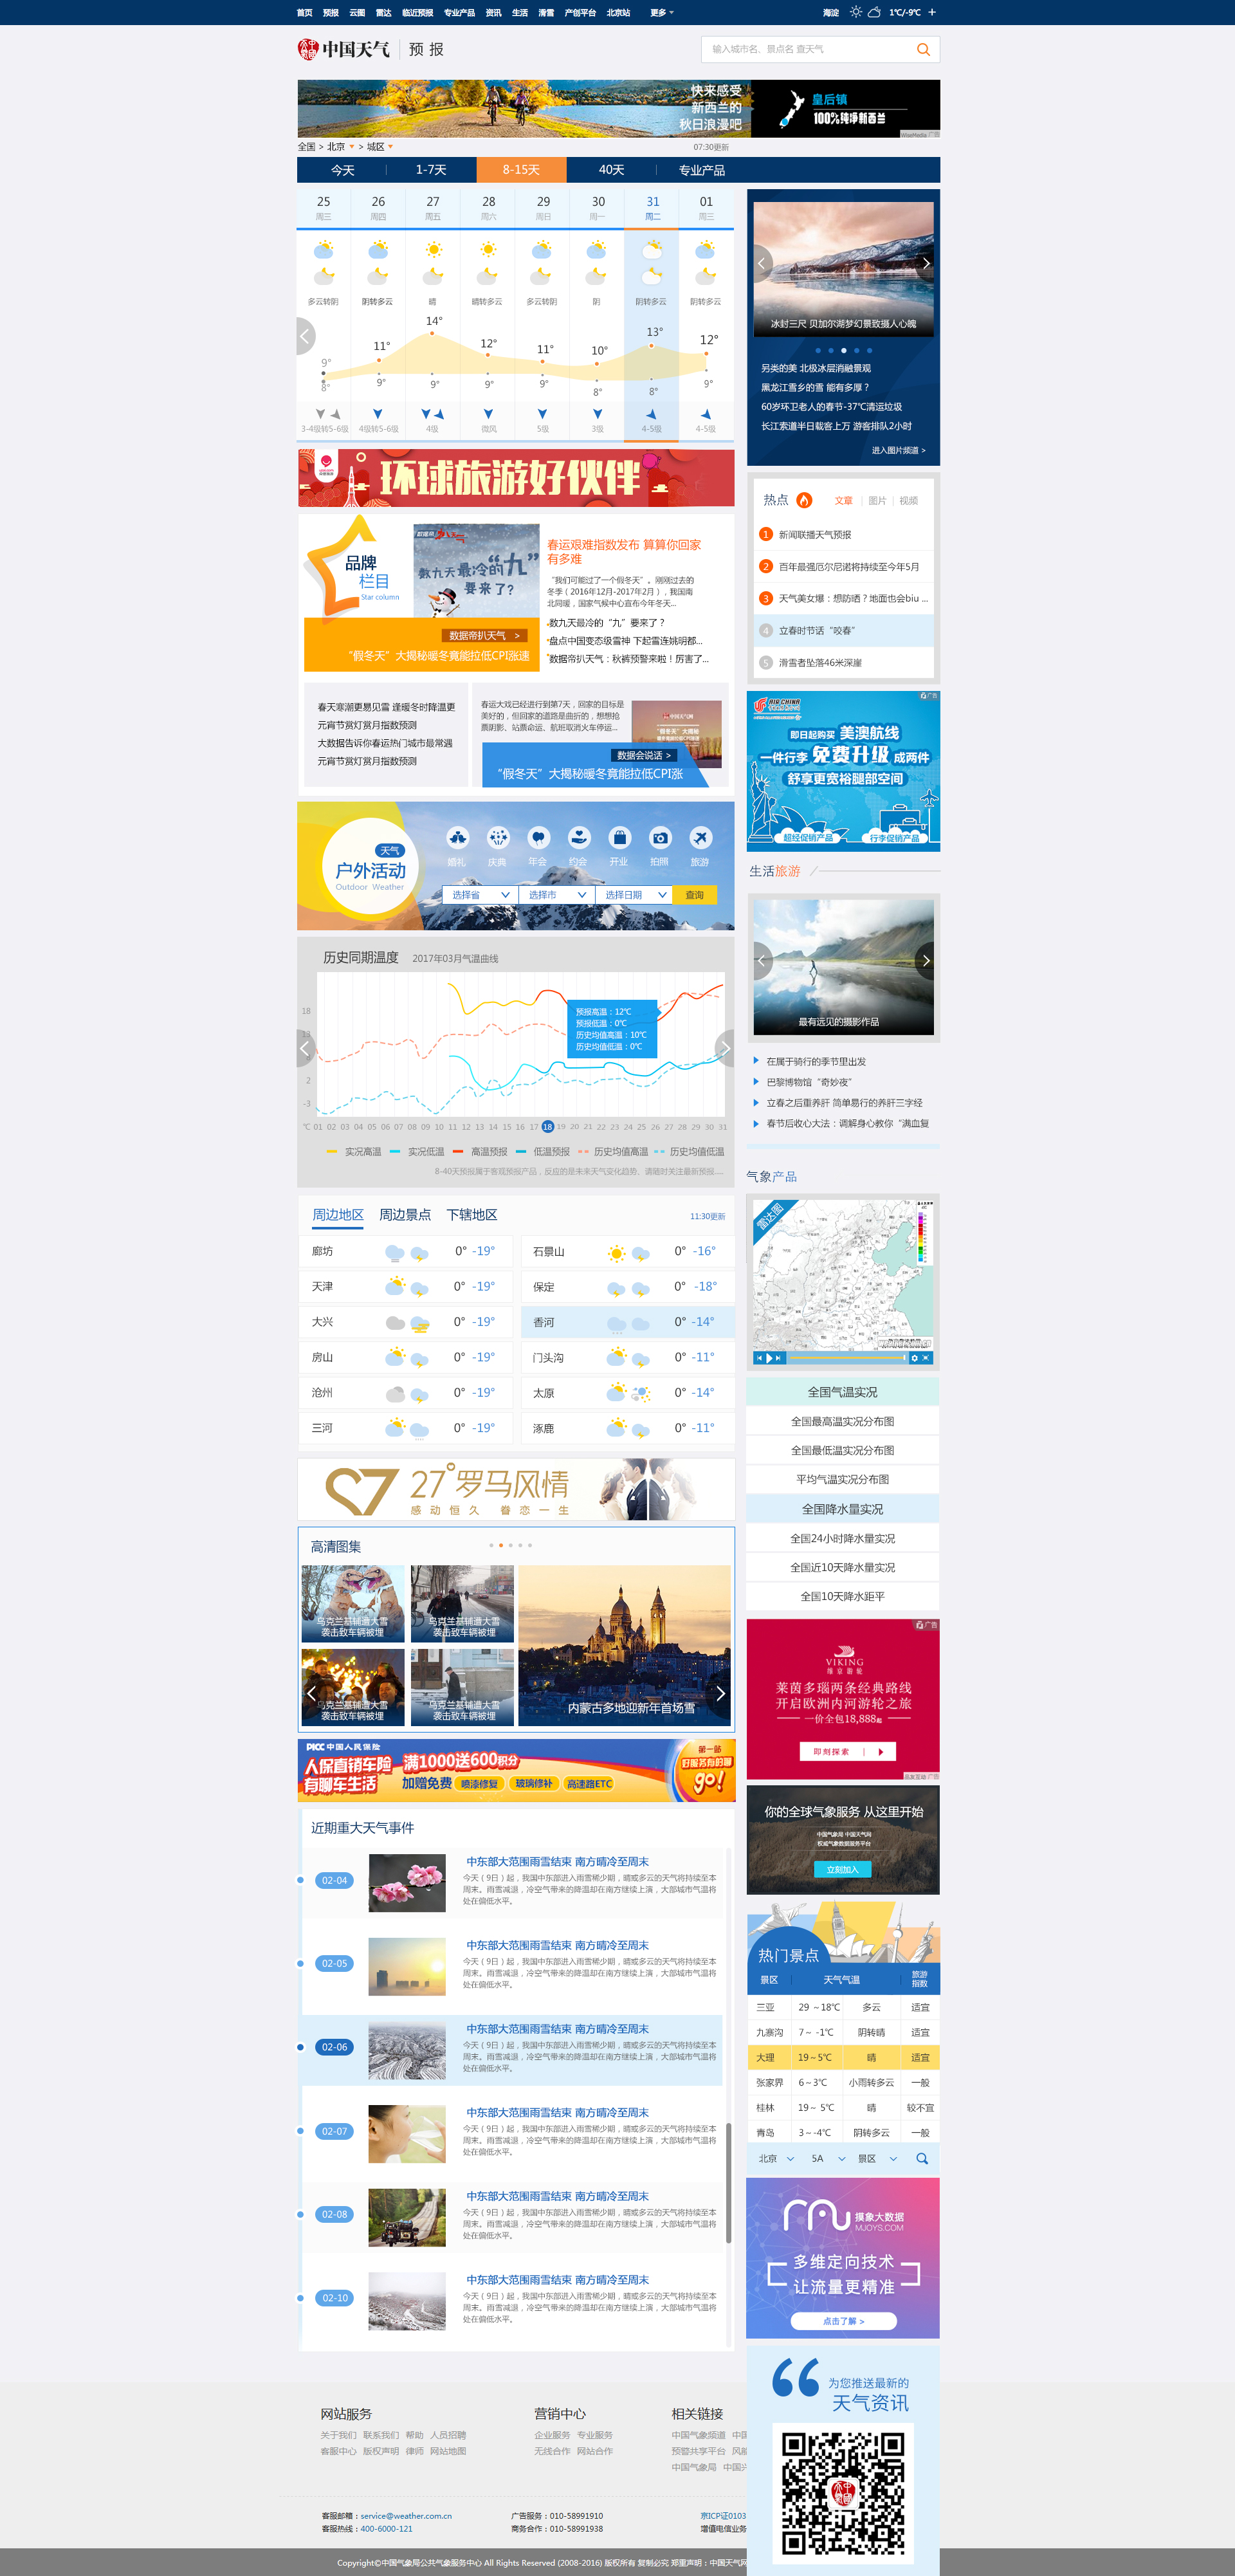 首页 预报 云图 雷达 临近预报 专业产品 资讯 生活 滑雪 产创平台 北京站 更多
海淀 1℃/-9℃ +
中国天气 预报
输入城市名、景点名 查天气
快来感受
新西兰的
秋日浪漫吧
皇后镇
100%纯净新西兰
全国 > 北京 > 城区
07:30更新
今天 1-7天 8-15天 40天 专业产品
25 26 27 28 29 30 31 01
周三 周四 周五 周六 周日 周一 周二 周三
多云转阴 阴转多云 晴 晴转多云 多云转阴 阴 阴转多云 阴转多云
9° 11° 14° 12° 11° 10° 13° 12°
8° 9° 9° 9° 9° 8° 8° 9°
3-4级转5-6级 4级转5-6级 4级 微风 5级 3级 4-5级 4-5级
冰封三尺 贝加尔湖梦幻景致摄人心魄
另类的美 北极冰层消融景观
黑龙江雪乡的雪 能有多厚？
60岁环卫老人的春节-37℃清运垃圾
长江索道半日载客上万 游客排队2小时
进入图片频道 >
环球旅游好伙伴
热点 文章 图片 视频
1 新闻联播天气预报
2 百年最强厄尔尼诺将持续至今年5月
3 天气美女爆：想防晒？地面也会biu ...
4 立春时节话“咬春”
5 滑雪者坠落46米深崖
品牌
栏目
Star column
数九天最冷的“九”
要来了？
数据帝扒天气 >
“假冬天”大揭秘暖冬竟能拉低CPI涨速
春运艰难指数发布 算算你回家
有多难
“我们可能过了一个假冬天”。刚刚过去的
冬季（2016年12月-2017年2月），我国南
北同暖，国家气候中心宣布今年冬天...
数九天最冷的“九”要来了？
盘点中国变态级雪神 下起雷连姚明都...
数据帝扒天气：秋裤预警来啦！厉害了...
春天寒潮更易见雪 逢暖冬时降温更
元宵节赏灯赏月指数预测
大数据告诉你春运热门城市最常遇
元宵节赏灯赏月指数预测
春运大戏已经进行到第7天，回家的目标是
美好的，但回家的道路是曲折的，想想抢
票阴影、站票命运、航班取消火车停运...
数据会说话 >
“假冬天”大揭秘暖冬竟能拉低CPI涨
AIR CHINA
广告
即日起购买 美澳航线
一件行李 免费升级 成两件
舒享更宽裕腿部空间
超经促销产品 行李促销产品
天气
户外活动
Outdoor Weather
婚礼 庆典 年会 约会 开业 拍照 旅游
选择省 选择市 选择日期 查询
生活旅游
最有远见的摄影作品
在属于骑行的季节里出发
巴黎博物馆“奇妙夜”
立春之后重养肝 简单易行的养肝三字经
春节后收心大法：调解身心教你“满血复
历史同期温度 2017年03月气温曲线
18
13
2
-3
预报高温：12℃
预报低温：0℃
历史均值高温：10℃
历史均值低温：0℃
℃ 01 02 03 04 05 06 07 08 09 10 11 12 13 14 15 16 17 18 19 20 21 22 23 24 25 26 27 28 29 30 31
实况高温 实况低温 高温预报 低温预报 历史均值高温 历史均值低温
8-40天预报属于客观预报产品，反应的是未来天气变化趋势、请随时关注最新预报.....
气象产品
雷达图
周边地区 周边景点 下辖地区 11:30更新
廊坊 0° -19° 石景山 0° -16°
天津 0° -19° 保定 0° -18°
大兴 0° -19° 香河 0° -14°
房山 0° -19° 门头沟 0° -11°
沧州 0° -19° 太原 0° -14°
三河 0° -19° 涿鹿 0° -11°
全国气温实况
全国最高温实况分布图
全国最低温实况分布图
平均气温实况分布图
全国降水量实况
全国24小时降水量实况
全国近10天降水量实况
全国10天降水距平
27°罗马风情
感动恒久 眷恋一生
高清图集
乌克兰基辅遭大雪
袭击致车辆被埋
乌克兰基辅遭大雪
袭击致车辆被埋
乌克兰基辅遭大雪
袭击致车辆被埋
乌克兰基辅遭大雪
袭击致车辆被埋
内蒙古多地迎新年首场雪
广告
VIKING
维京游轮
莱茵多瑙两条经典路线
开启欧洲内河游轮之旅
一价全包18,888起
即刻探索
PICC 中国人民保险
人保直销车险
有聊车生活
满1000送600积分
加赠免费 喷漆修复 玻璃修补 高速路ETC
第一站
好服务有的聊
go!
你的全球气象服务 从这里开始
中国气象局 中国天气网
权威气象数据服务平台
立刻加入
近期重大天气事件
02-04
中东部大范围雨雪结束 南方晴冷至周末
今天（9日）起，我国中东部进入雨雪稀少期，晴或多云的天气将持续至本
周末。雨雪减退，冷空气带来的降温却在南方继续上演，大部城市气温将
处在偏低水平。
02-05
中东部大范围雨雪结束 南方晴冷至周末
今天（9日）起，我国中东部进入雨雪稀少期，晴或多云的天气将持续至本
周末。雨雪减退，冷空气带来的降温却在南方继续上演，大部城市气温将
处在偏低水平。
02-06
中东部大范围雨雪结束 南方晴冷至周末
今天（9日）起，我国中东部进入雨雪稀少期，晴或多云的天气将持续至本
周末。雨雪减退，冷空气带来的降温却在南方继续上演，大部城市气温将
处在偏低水平。
02-07
中东部大范围雨雪结束 南方晴冷至周末
今天（9日）起，我国中东部进入雨雪稀少期，晴或多云的天气将持续至本
周末。雨雪减退，冷空气带来的降温却在南方继续上演，大部城市气温将
处在偏低水平。
02-08
中东部大范围雨雪结束 南方晴冷至周末
今天（9日）起，我国中东部进入雨雪稀少期，晴或多云的天气将持续至本
周末。雨雪减退，冷空气带来的降温却在南方继续上演，大部城市气温将
处在偏低水平。
02-10
中东部大范围雨雪结束 南方晴冷至周末
今天（9日）起，我国中东部进入雨雪稀少期，晴或多云的天气将持续至本
周末。雨雪减退，冷空气带来的降温却在南方继续上演，大部城市气温将
处在偏低水平。
热门景点
景区 天气气温 旅游
指数
三亚 29 ~18℃ 多云 适宜
九寨沟 7~ -1℃ 阴转晴 适宜
大理 19~5℃ 晴 适宜
张家界 6~3℃ 小雨转多云 一般
桂林 19~ 5℃ 晴 较不宜
青岛 3~-4℃ 阴转多云 一般
北京 5A 景区
摸象大数据
MJOYS.COM
多维定向技术
让流量更精准
点击了解 >
为您推送最新的
天气资讯
网站服务 营销中心 相关链接
关于我们 联系我们 帮助 人员招聘 企业服务 专业服务 中国气象频道
客服中心 版权声明 律师 网站地图 无线合作 网站合作 预警共享平台
中国气象局
客服邮箱：service@weather.com.cn 广告服务：010-58991910 京ICP证0103
客服热线：400-6000-121 商务合作：010-58991938 增值电信业务
Copyright©中国气象局公共气象服务中心 All Rights Reserved (2008-2016) 版权所有 复制必究 郑重声明：中国天气网